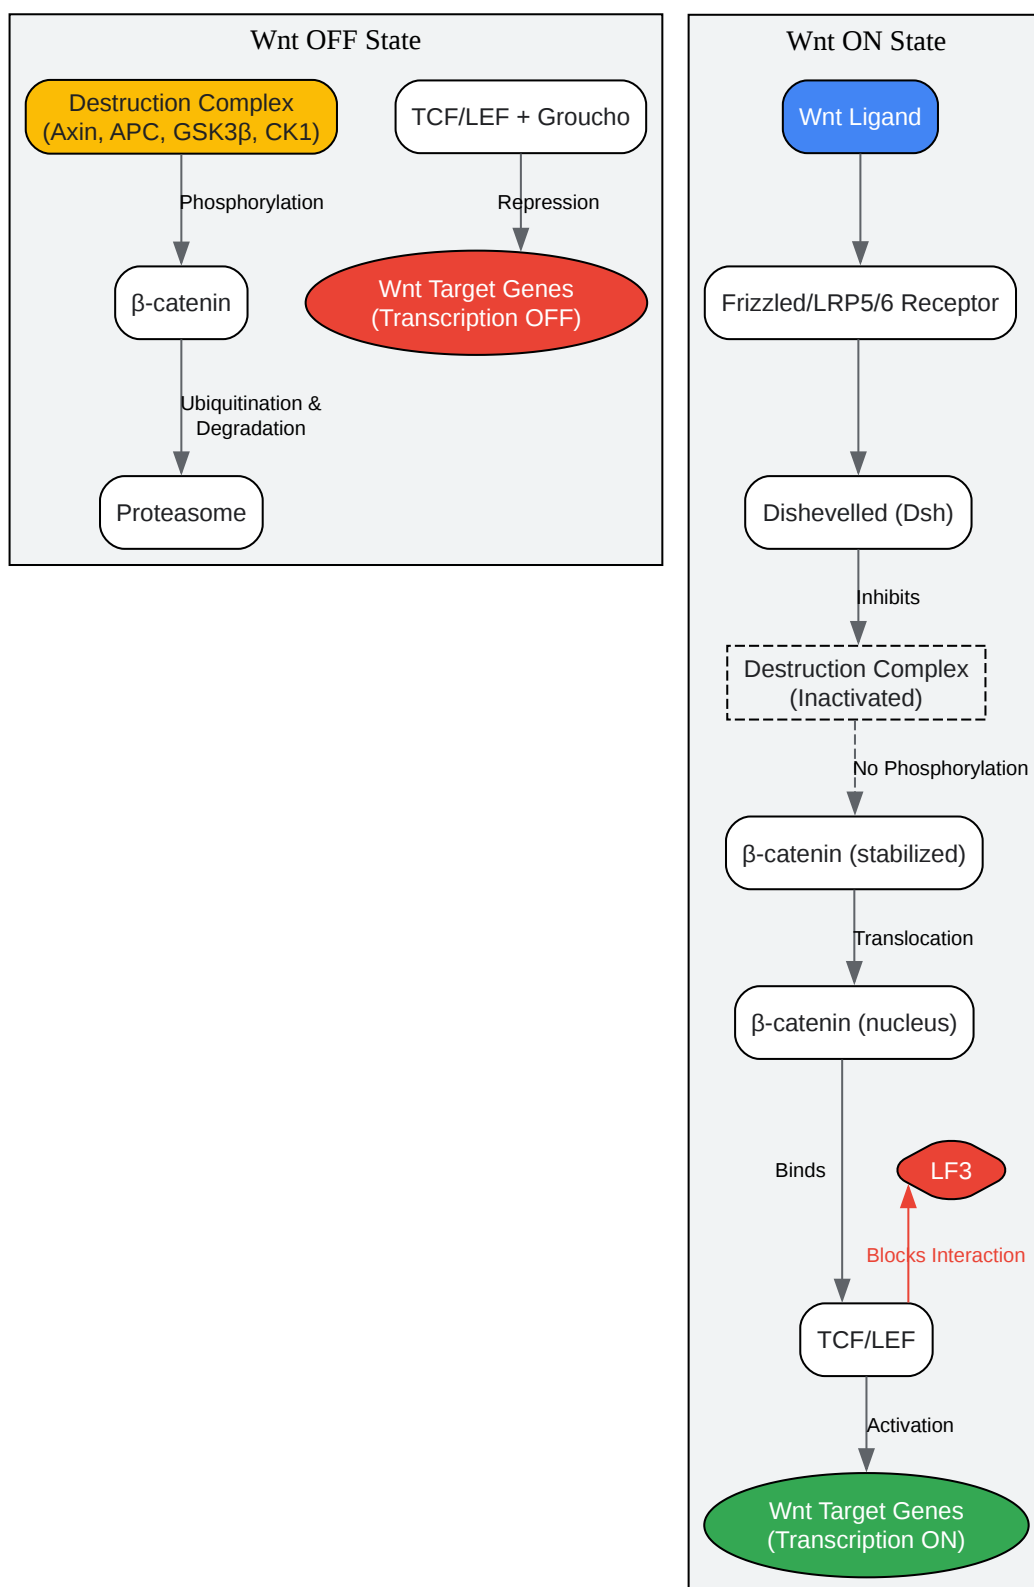 Wnt OFF State
Destruction Complex
(Axin, APC, GSK3β, CK1)
TCF/LEF + Groucho
Phosphorylation
Repression
β-catenin
Wnt Target Genes
(Transcription OFF)
Ubiquitination &
Degradation
Proteasome
Wnt ON State
Wnt Ligand
Frizzled/LRP5/6 Receptor
Dishevelled (Dsh)
Inhibits
Destruction Complex
(Inactivated)
No Phosphorylation
β-catenin (stabilized)
Translocation
β-catenin (nucleus)
Binds
LF3
Blocks Interaction
TCF/LEF
Activation
Wnt Target Genes
(Transcription ON)